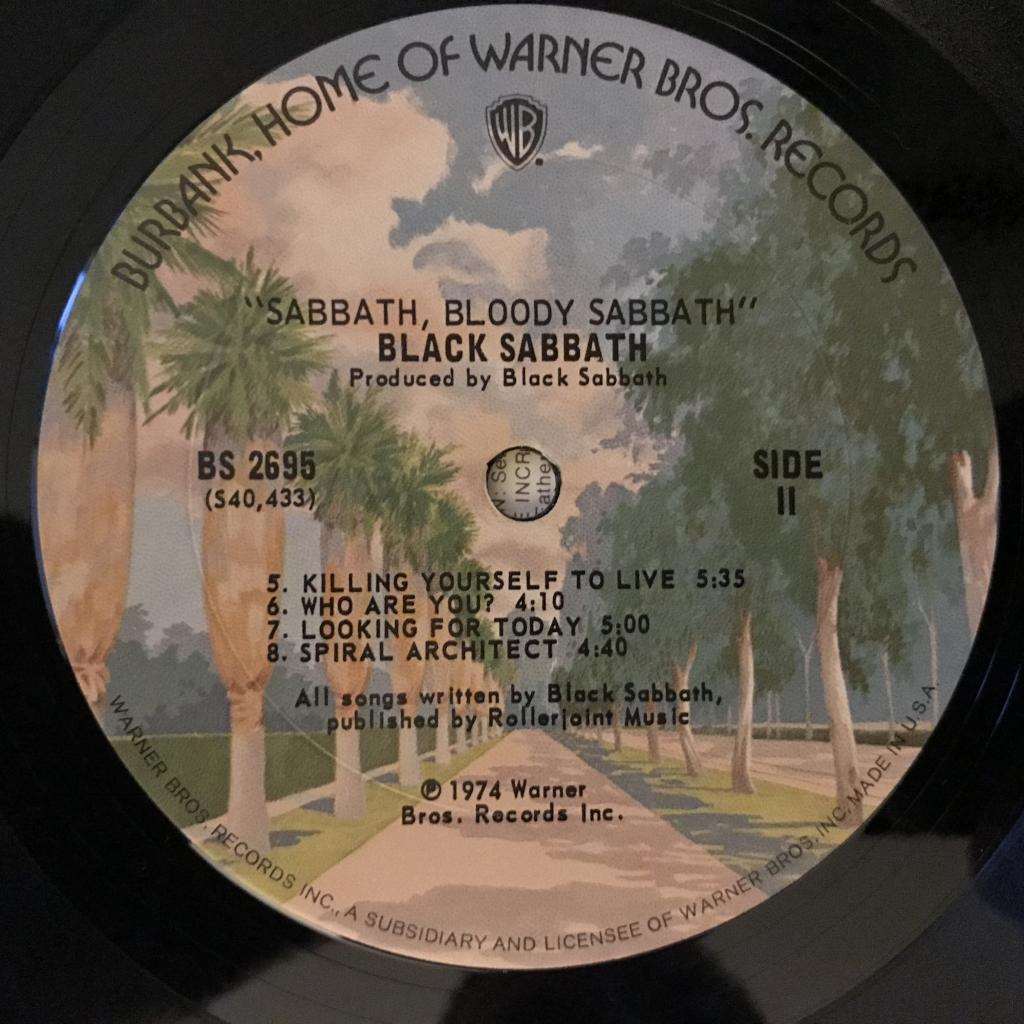 BURBANK, HOME OF WARNER BROS. RECORDS
WB
"SABBATH, BLOODY SABBATH"
BLACK SABBATH
Produced by Black Sabbath
BS 2695
(S40,433)
SIDE
II
5. KILLING YOURSELF TO LIVE 5:35
6. WHO ARE YOU? 4:10
7. LOOKING FOR TODAY 5:00
8. SPIRAL ARCHITECT 4:40
All songs written by Black Sabbath,
published by Rollerjoint Music
℗ 1974 Warner
Bros. Records Inc.
WARNER BROS. RECORDS INC., A SUBSIDIARY AND LICENSEE OF WARNER BROS. INC. MADE IN U.S.A.